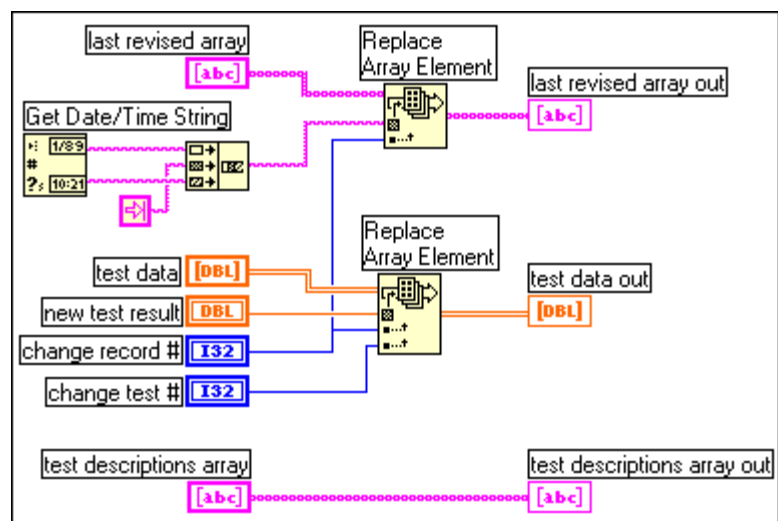 last revised array
[abc]
Replace
Array Element
last revised array out
[abc]
Get Date/Time String
1/89
#
?s 10:21
test data
[DBL]
new test result
DBL
change record #
I32
change test #
I32
Replace
Array Element
test data out
[DBL]
test descriptions array
[abc]
test descriptions array out
[abc]